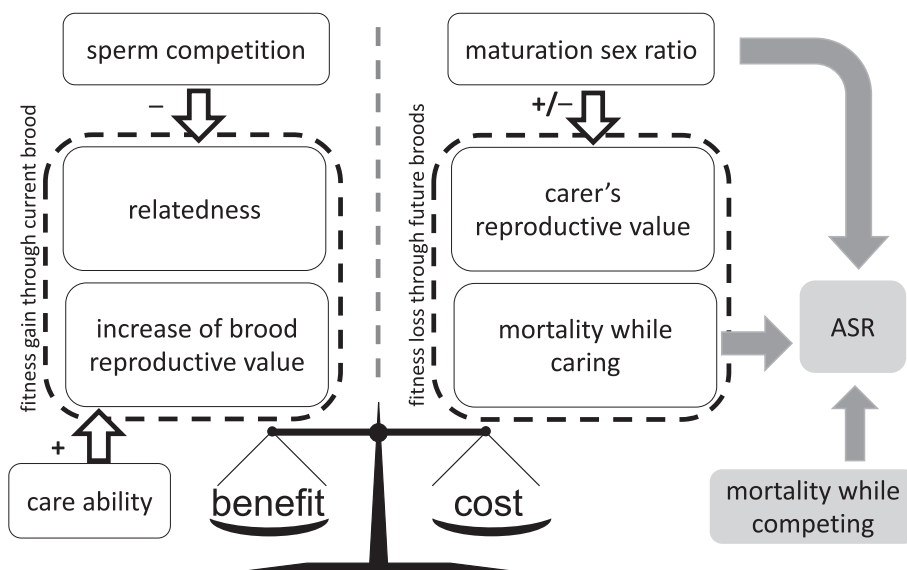 sperm competition
–
fitness gain through current brood
relatedness
increase of brood
reproductive value
+
care ability
benefit
maturation sex ratio
+/–
fitness loss through future broods
carer’s
reproductive value
mortality while
caring
cost
ASR
mortality while
competing